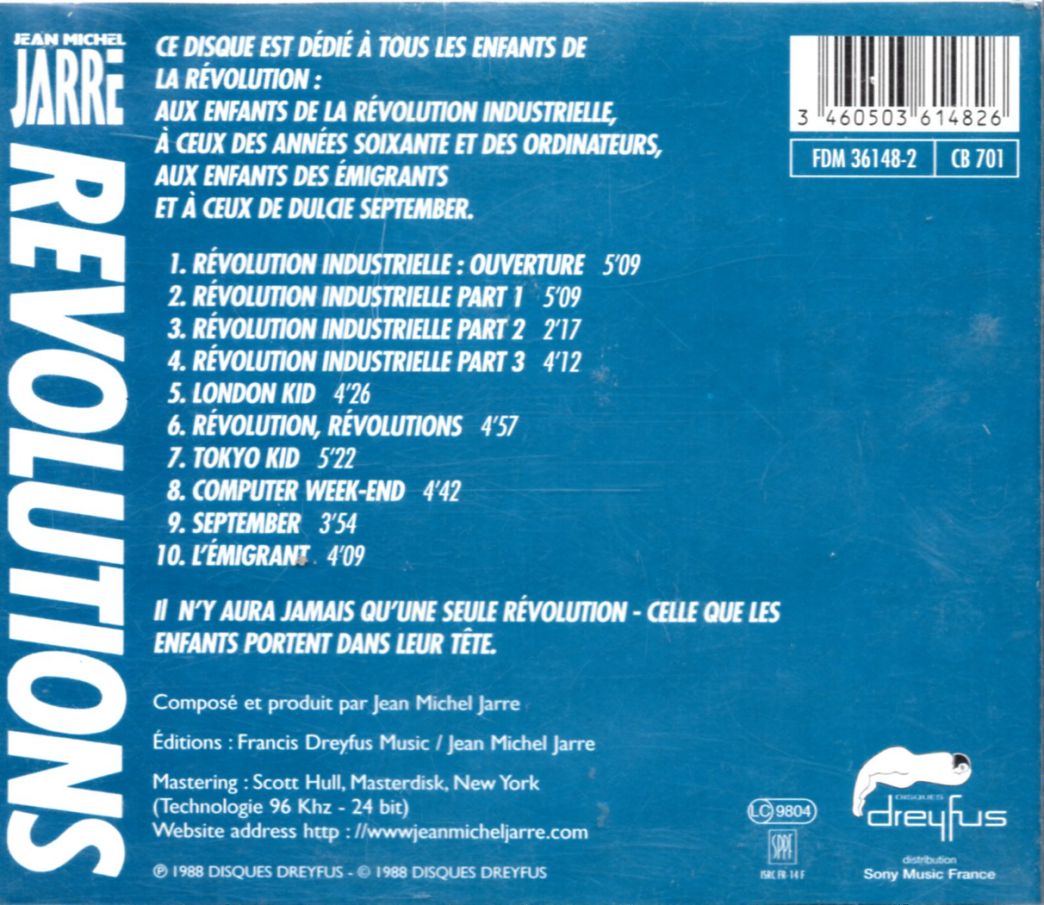 JEAN MICHEL
JARRE
REVOLUTIONS
CE DISQUE EST DÉDIÉ À TOUS LES ENFANTS DE
LA RÉVOLUTION :
AUX ENFANTS DE LA RÉVOLUTION INDUSTRIELLE,
À CEUX DES ANNÉES SOIXANTE ET DES ORDINATEURS,
AUX ENFANTS DES ÉMIGRANTS
ET À CEUX DE DULCIE SEPTEMBER.
3 460503 614826
FDM 36148-2 CB 701
1. RÉVOLUTION INDUSTRIELLE : OUVERTURE 5'09
2. RÉVOLUTION INDUSTRIELLE PART 1 5'09
3. RÉVOLUTION INDUSTRIELLE PART 2 2'17
4. RÉVOLUTION INDUSTRIELLE PART 3 4'12
5. LONDON KID 4'26
6. RÉVOLUTION, RÉVOLUTIONS 4'57
7. TOKYO KID 5'22
8. COMPUTER WEEK-END 4'42
9. SEPTEMBER 3'54
10. L'ÉMIGRANT 4'09
Il N'Y AURA JAMAIS QU'UNE SEULE RÉVOLUTION - CELLE QUE LES
ENFANTS PORTENT DANS LEUR TÊTE.
Composé et produit par Jean Michel Jarre
Éditions : Francis Dreyfus Music / Jean Michel Jarre
Mastering : Scott Hull, Masterdisk, New York
(Technologie 96 Khz - 24 bit)
Website address http : //www.jeanmicheljarre.com
℗ 1988 DISQUES DREYFUS - © 1988 DISQUES DREYFUS
LC 9804
SPPF
ISRC FR-14 F
DISQUES
dreyfus
distribution
Sony Music France